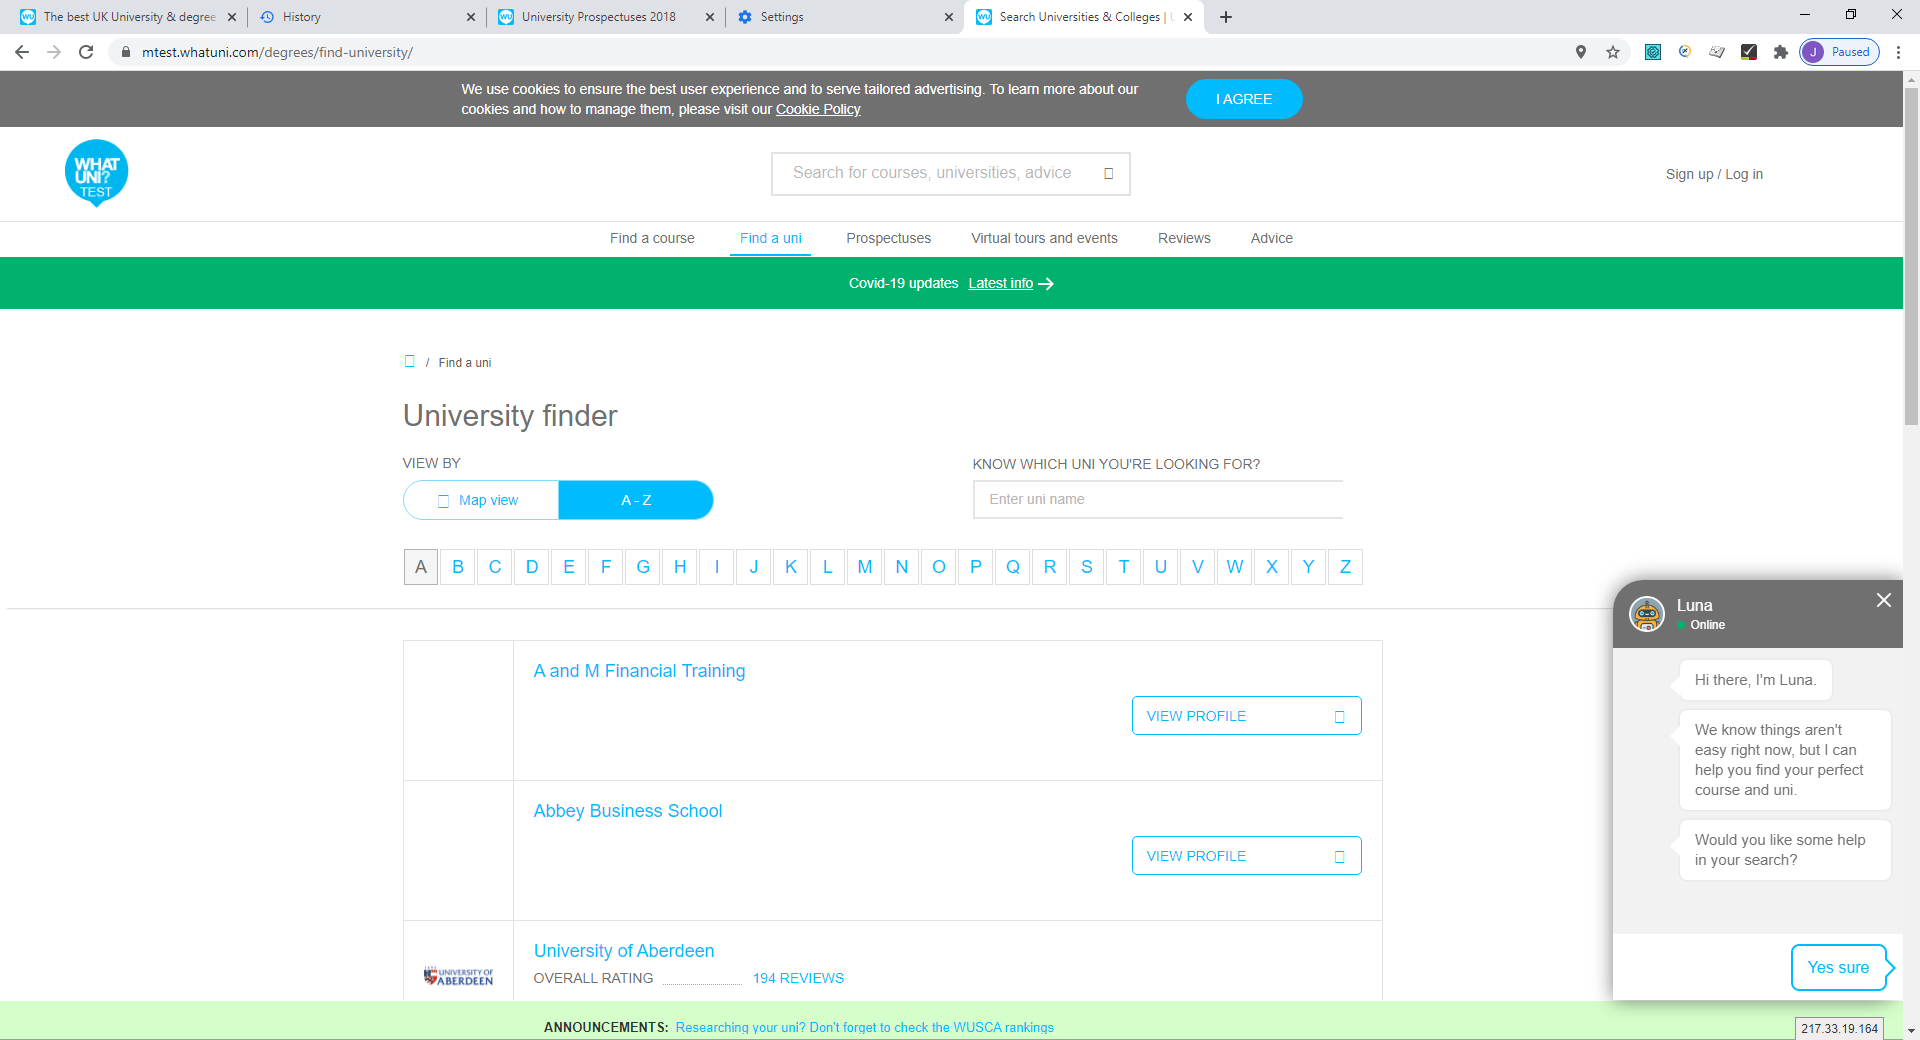 The best UK University & degree
History
University Prospectuses 2018
Settings
Search Universities & Colleges |
mtest.whatuni.com/degrees/find-university/
J Paused
We use cookies to ensure the best user experience and to serve tailored advertising. To learn more about our
cookies and how to manage them, please visit our Cookie Policy
I AGREE
WHAT
UNI?
TEST
Search for courses, universities, advice
Sign up / Log in
Find a course
Find a uni
Prospectuses
Virtual tours and events
Reviews
Advice
Covid-19 updates Latest info
/ Find a uni
University finder
VIEW BY
Map view
A - Z
KNOW WHICH UNI YOU'RE LOOKING FOR?
Enter uni name
A B C D E F G H I J K L M N O P Q R S T U V W X Y Z
A and M Financial Training
VIEW PROFILE
Abbey Business School
VIEW PROFILE
UNIVERSITY OF
ABERDEEN
University of Aberdeen
OVERALL RATING 194 REVIEWS
Luna
Online
Hi there, I'm Luna.
We know things aren't
easy right now, but I can
help you find your perfect
course and uni.
Would you like some help
in your search?
Yes sure
ANNOUNCEMENTS: Researching your uni? Don't forget to check the WUSCA rankings
217.33.19.164